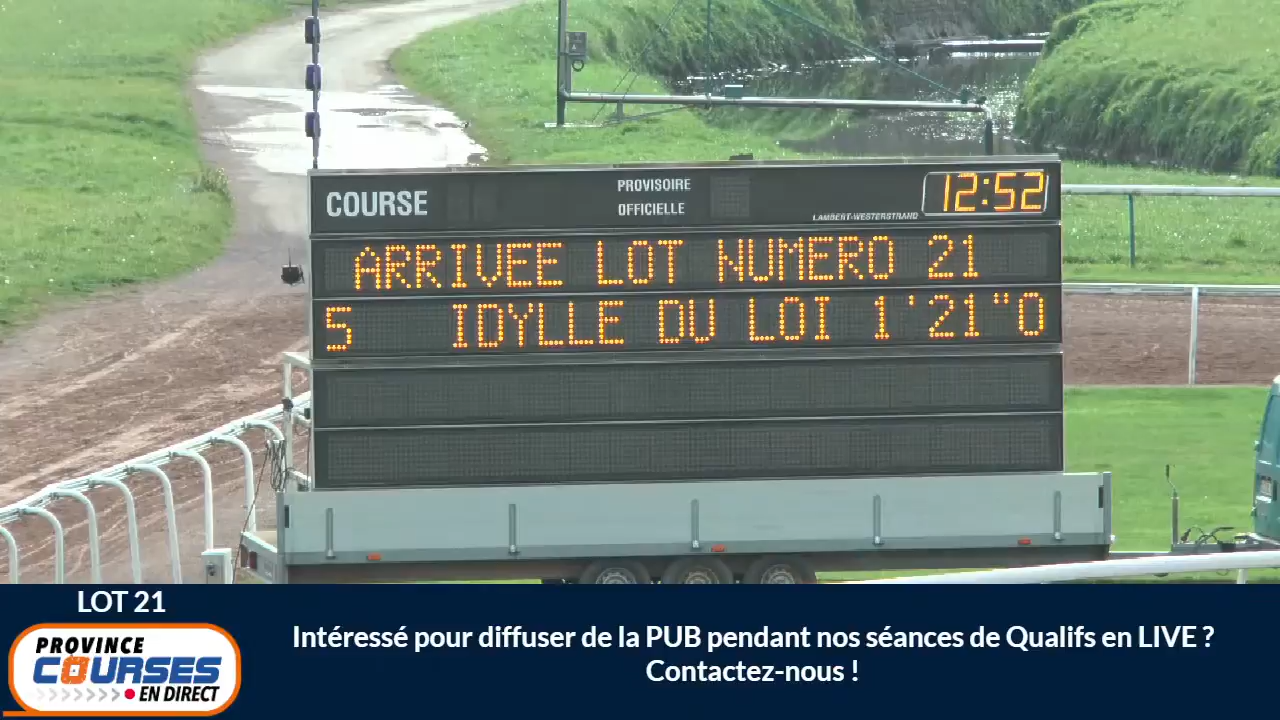 COURSE
PROVISOIRE
OFFICIELLE
LAMBERT-WESTERSTRAND
12:52
ARRIVEE LOT NUMERO 21
5 IDYLLE DU LOI 1'21"0
LOT 21
PROVINCE
COURSES
EN DIRECT
Intéressé pour diffuser de la PUB pendant nos séances de Qualifs en LIVE ?
Contactez-nous !